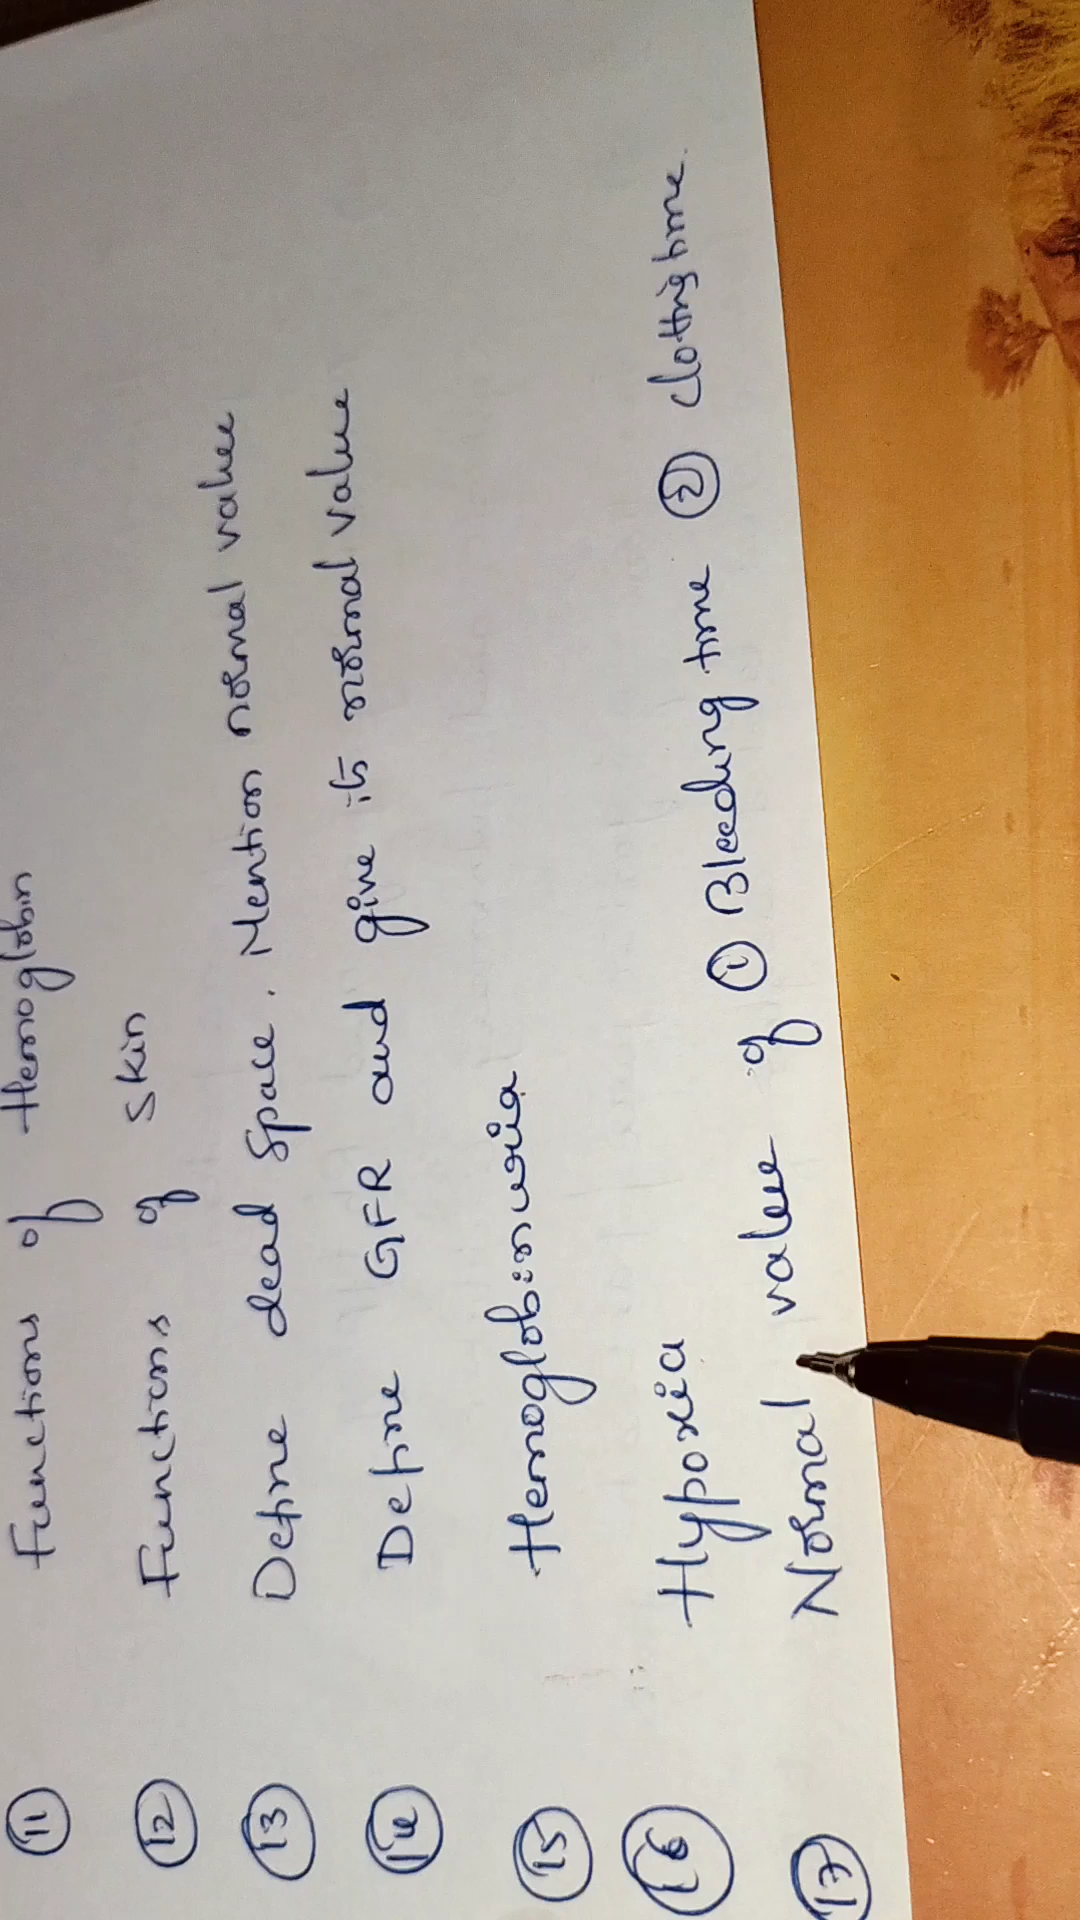 11 Functions of Hemoglobin
12 Functions of Skin
13 Define dead space. Mention normal value
14 Define GFR and give its normal value
15 Hemoglobinuria
16 Hypoxia
17 Normal value of 1 Bleeding time 2 clotting time.